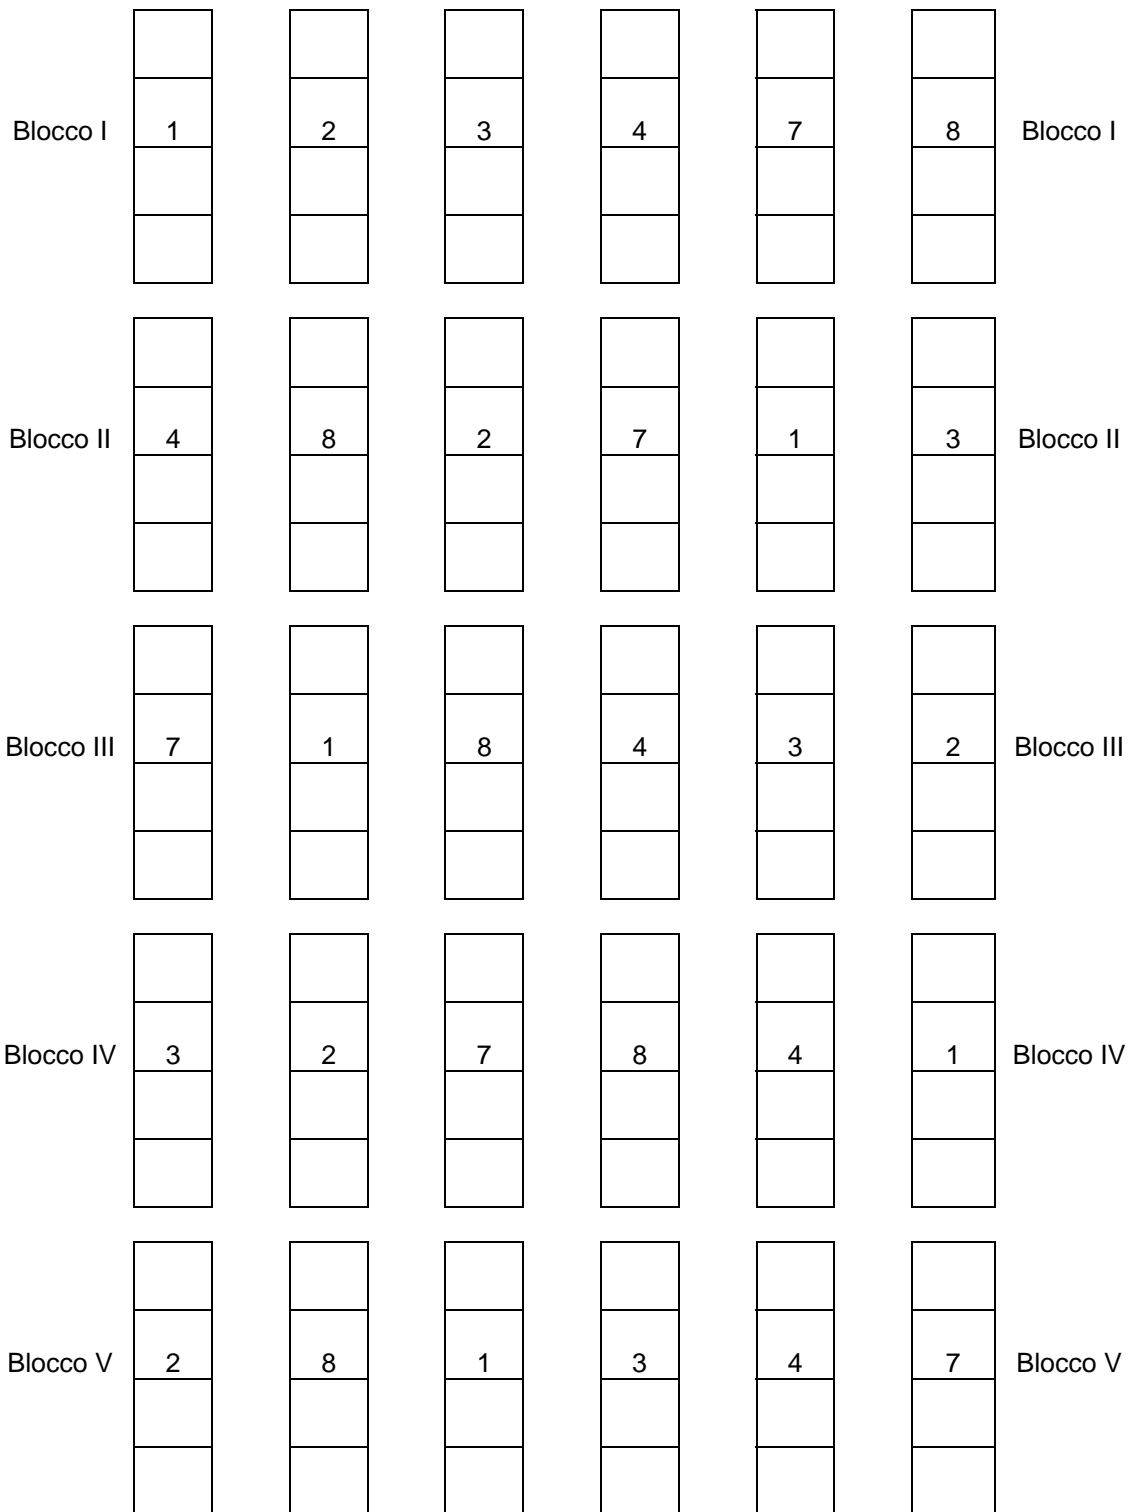 Blocco I 1 2 3 4 7 8 Blocco I
Blocco II 4 8 2 7 1 3 Blocco II
Blocco III 7 1 8 4 3 2 Blocco III
Blocco IV 3 2 7 8 4 1 Blocco IV
Blocco V 2 8 1 3 4 7 Blocco V